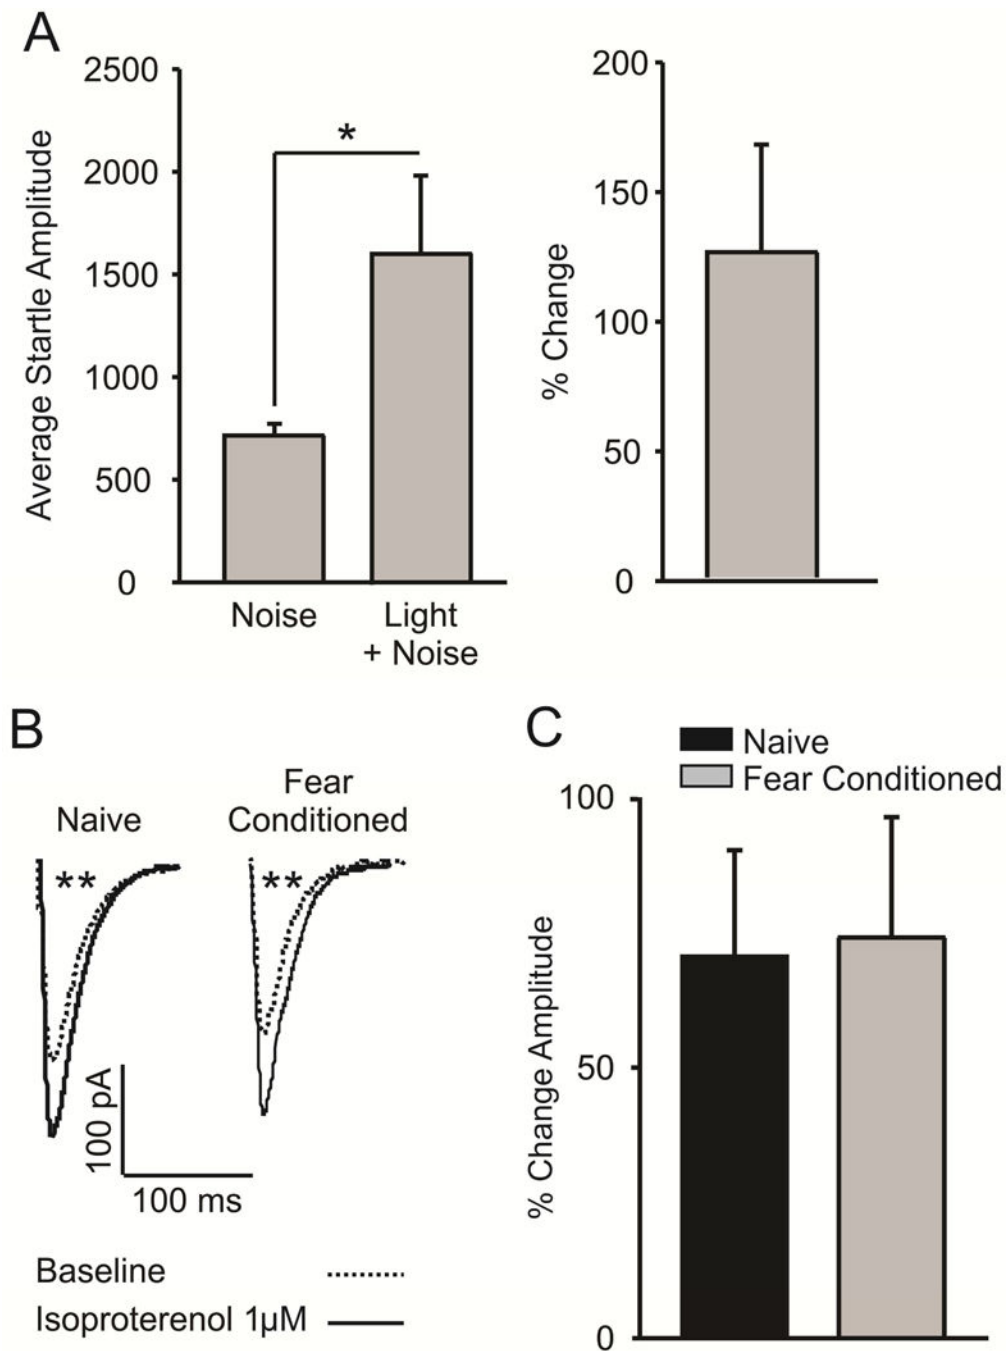 A
Average Startle Amplitude
2500
2000
1500
1000
500
0
*
Noise
Light
+ Noise
% Change
200
150
100
50
0
B
Naive
Fear
Conditioned
**
**
100 pA
100 ms
Baseline
Isoproterenol 1µM
C
Naive
Fear Conditioned
% Change Amplitude
100
50
0